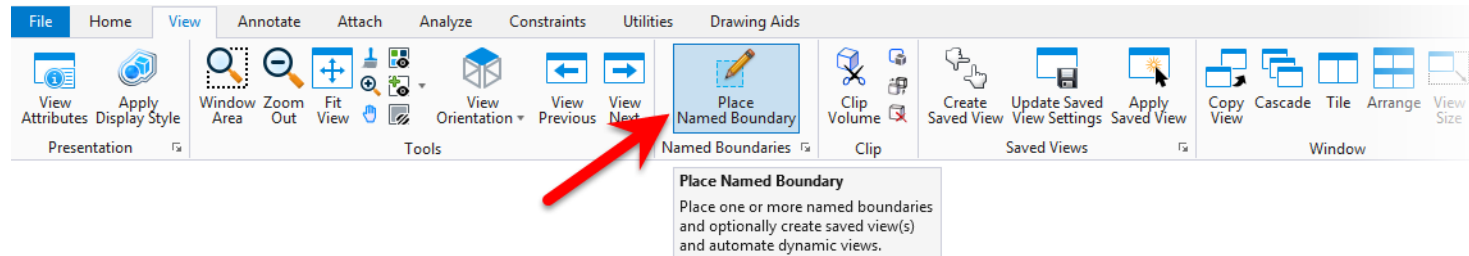 File Home View Annotate Attach Analyze Constraints Utilities Drawing Aids
View Apply Window Zoom Fit View View View Place Clip Create Update Saved Apply Copy Cascade Tile Arrange View
Attributes Display Style Area Out View Orientation Previous Next Named Boundary Volume Saved View View Settings Saved View View Size
Presentation Tools Named Boundaries Clip Saved Views Window
Place Named Boundary
Place one or more named boundaries
and optionally create saved view(s)
and automate dynamic views.